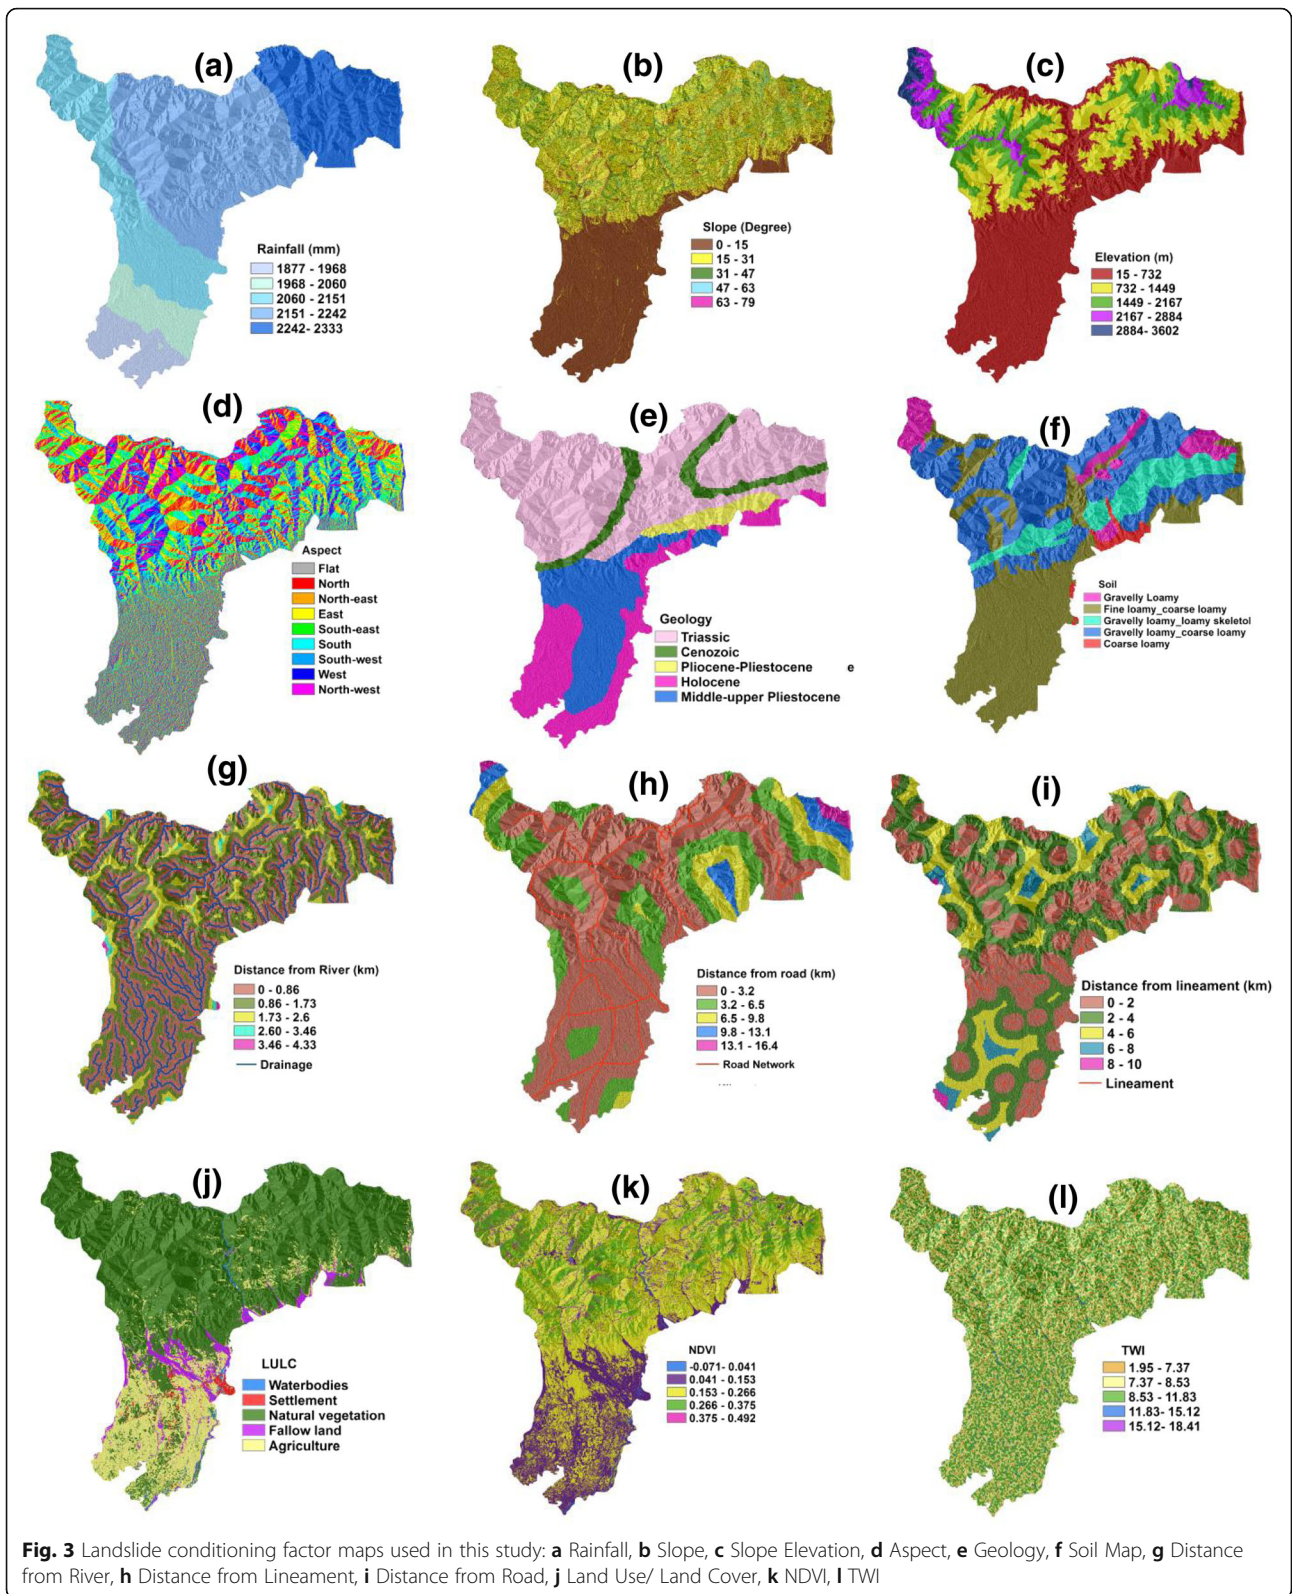 (a)
Rainfall (mm)
1877 - 1968
1968 - 2060
2060 - 2151
2151 - 2242
2242- 2333
(b)
Slope (Degree)
0 - 15
15 - 31
31 - 47
47 - 63
63 - 79
(c)
Elevation (m)
15 - 732
732 - 1449
1449 - 2167
2167 - 2884
2884- 3602
(d)
Aspect
Flat
North
North-east
East
South-east
South
South-west
West
North-west
(e)
Geology
Triassic
Cenozoic
Pliocene-Pliestocene e
Holocene
Middle-upper Pliestocene
(f)
Soil
Gravelly Loamy
Fine loamy_coarse loamy
Gravelly loamy_loamy skeletol
Gravelly loamy_coarse loamy
Coarse loamy
(g)
Distance from River (km)
0 - 0.86
0.86 - 1.73
1.73 - 2.6
2.60 - 3.46
3.46 - 4.33
Drainage
(h)
Distance from road (km)
0 - 3.2
3.2 - 6.5
6.5 - 9.8
9.8 - 13.1
13.1 - 16.4
Road Network
(i)
Distance from lineament (km)
0 - 2
2 - 4
4 - 6
6 - 8
8 - 10
Lineament
(j)
LULC
Waterbodies
Settlement
Natural vegetation
Fallow land
Agriculture
(k)
NDVI
-0.071- 0.041
0.041 - 0.153
0.153 - 0.266
0.266 - 0.375
0.375 - 0.492
(l)
TWI
1.95 - 7.37
7.37 - 8.53
8.53 - 11.83
11.83- 15.12
15.12- 18.41
Fig. 3 Landslide conditioning factor maps used in this study: a Rainfall, b Slope, c Slope Elevation, d Aspect, e Geology, f Soil Map, g Distance
from River, h Distance from Lineament, i Distance from Road, j Land Use/ Land Cover, k NDVI, l TWI